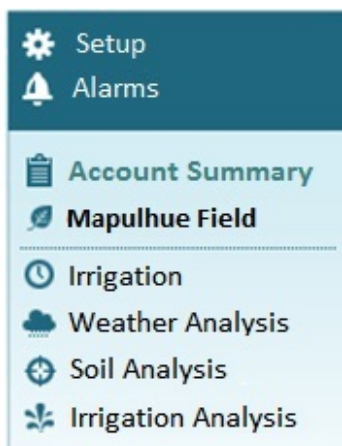 Setup
Alarms
Account Summary
Mapulhue Field
Irrigation
Weather Analysis
Soil Analysis
Irrigation Analysis